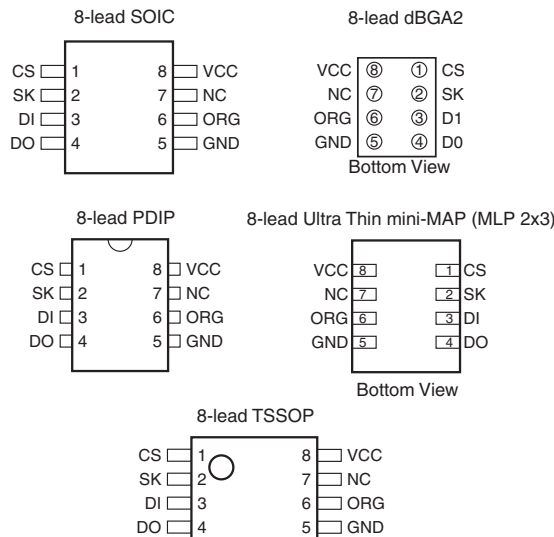 8-lead SOIC
CS 1 8 VCC
SK 2 7 NC
DI 3 6 ORG
DO 4 5 GND
8-lead dBGA2
VCC 8 1 CS
NC 7 2 SK
ORG 6 3 D1
GND 5 4 D0
Bottom View
8-lead PDIP
CS 1 8 VCC
SK 2 7 NC
DI 3 6 ORG
DO 4 5 GND
8-lead Ultra Thin mini-MAP (MLP 2x3)
VCC 8 1 CS
NC 7 2 SK
ORG 6 3 DI
GND 5 4 DO
Bottom View
8-lead TSSOP
CS 1 8 VCC
SK 2 7 NC
DI 3 6 ORG
DO 4 5 GND